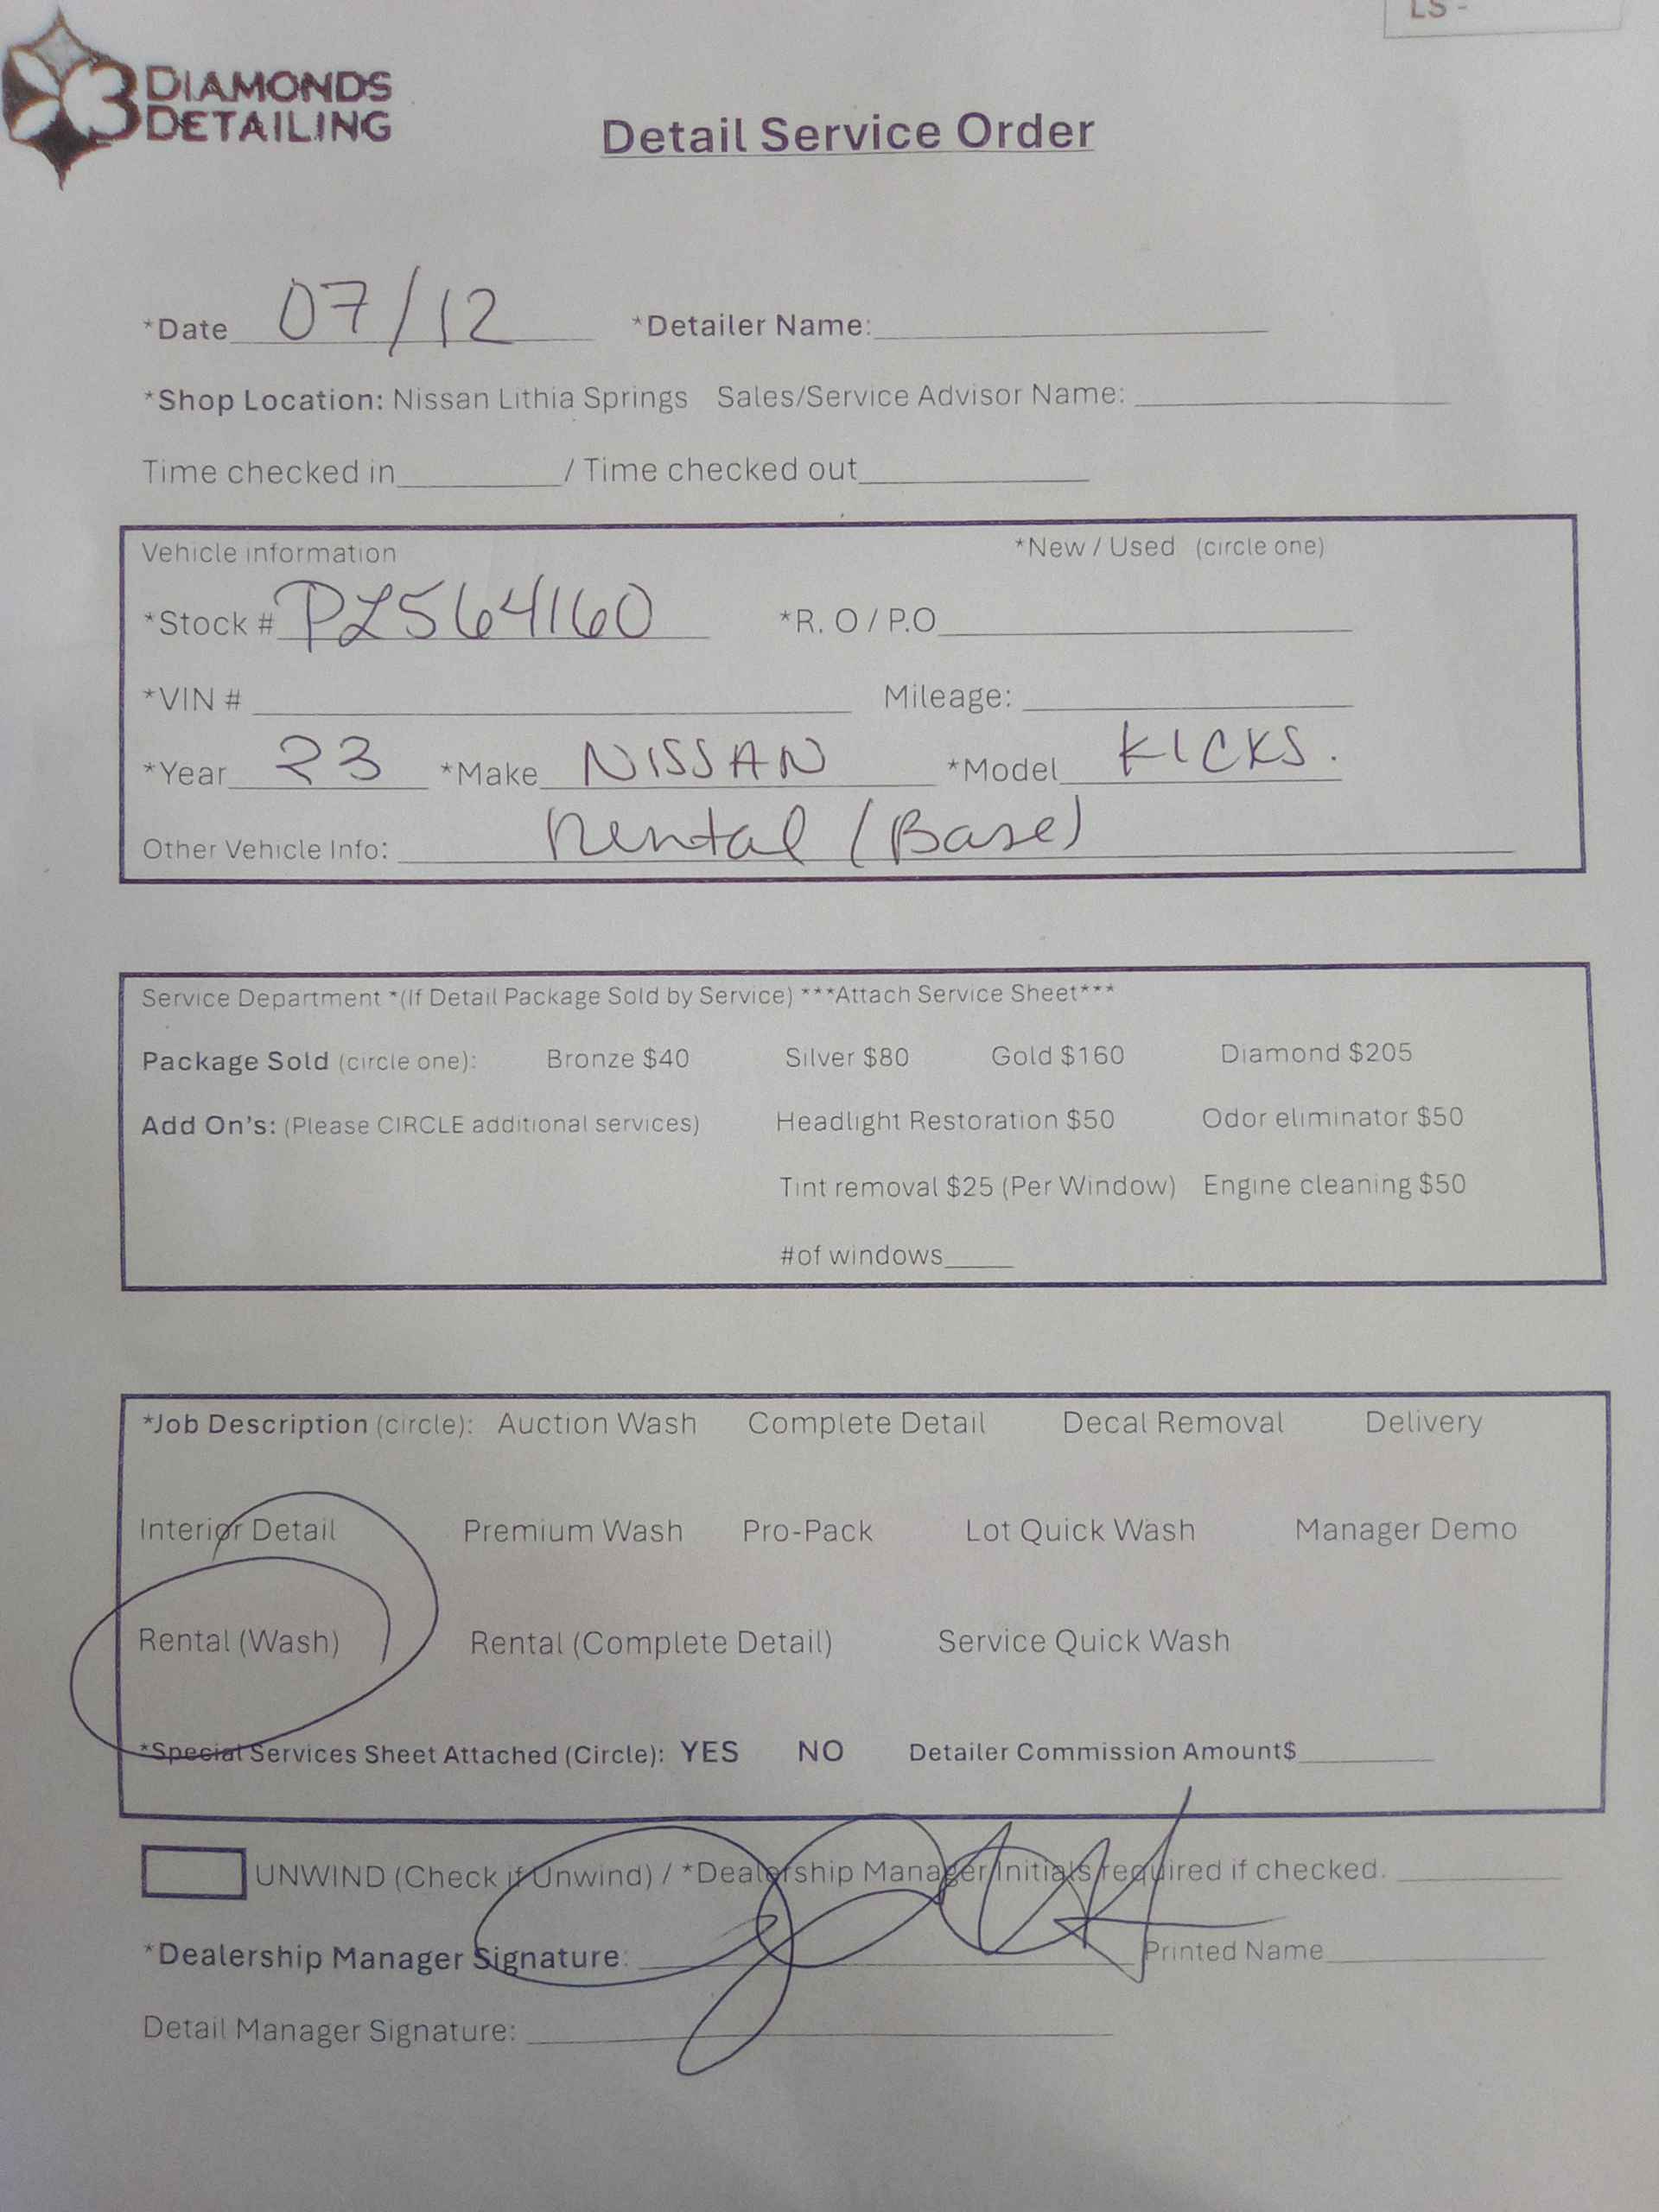 LS -
3 DIAMONDS
DETAILING
Detail Service Order
*Date 07/12 *Detailer Name:
*Shop Location: Nissan Lithia Springs Sales/Service Advisor Name:
Time checked in / Time checked out
Vehicle information *New / Used (circle one)
*Stock # PL564160 *R. O / P.O
*VIN # Mileage:
*Year 23 *Make NISSAN *Model KICKS.
Other Vehicle Info: Rental (Base)
Service Department *(If Detail Package Sold by Service) ***Attach Service Sheet***
Package Sold (circle one): Bronze $40 Silver $80 Gold $160 Diamond $205
Add On's: (Please CIRCLE additional services) Headlight Restoration $50 Odor eliminator $50
Tint removal $25 (Per Window) Engine cleaning $50
#of windows
*Job Description (circle): Auction Wash Complete Detail Decal Removal Delivery
Interior Detail Premium Wash Pro-Pack Lot Quick Wash Manager Demo
Rental (Wash) Rental (Complete Detail) Service Quick Wash
*Special Services Sheet Attached (Circle): YES NO Detailer Commission Amount$
UNWIND (Check if Unwind) / *Dealership Manager Initials required if checked.
*Dealership Manager Signature: Printed Name
Detail Manager Signature: